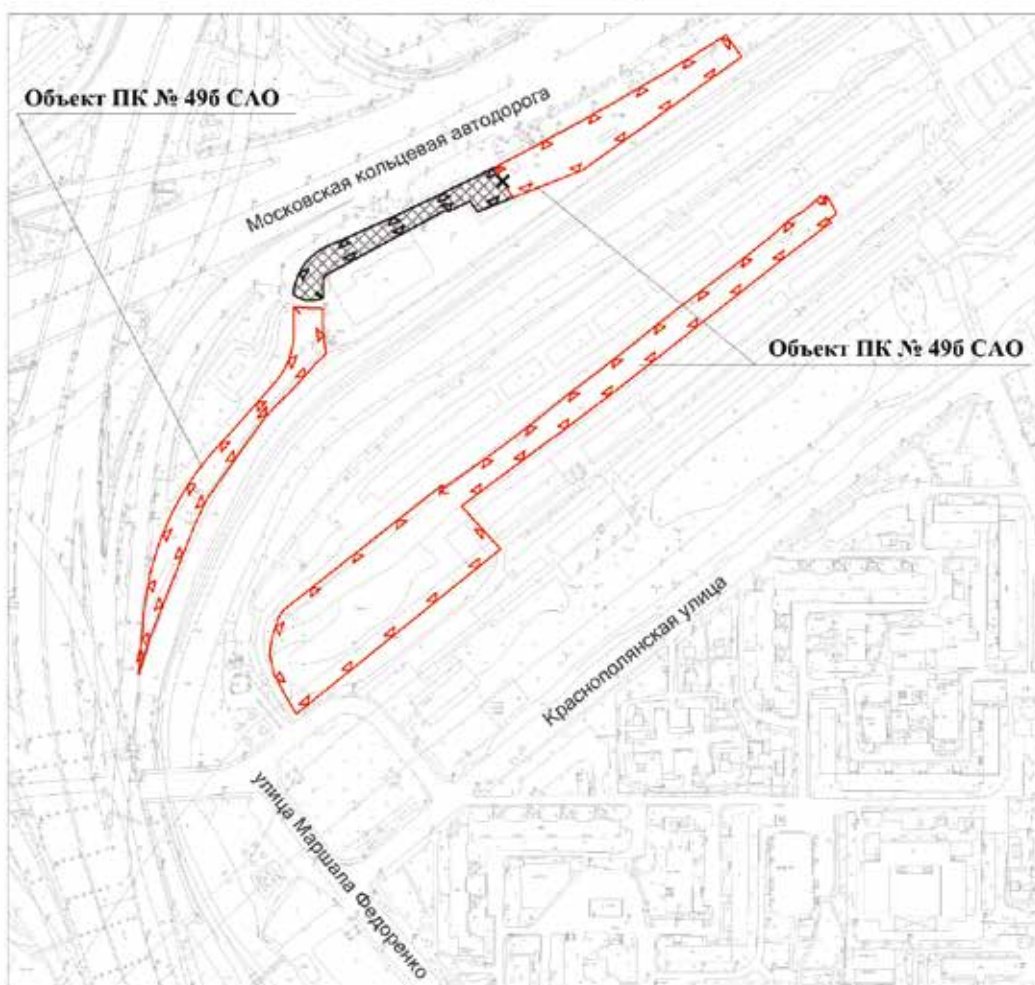 Объект ПК № 49б САО
Московская кольцевая автодорога
Объект ПК № 49б САО
Краснополянская улица
улица Маршала Федоренко